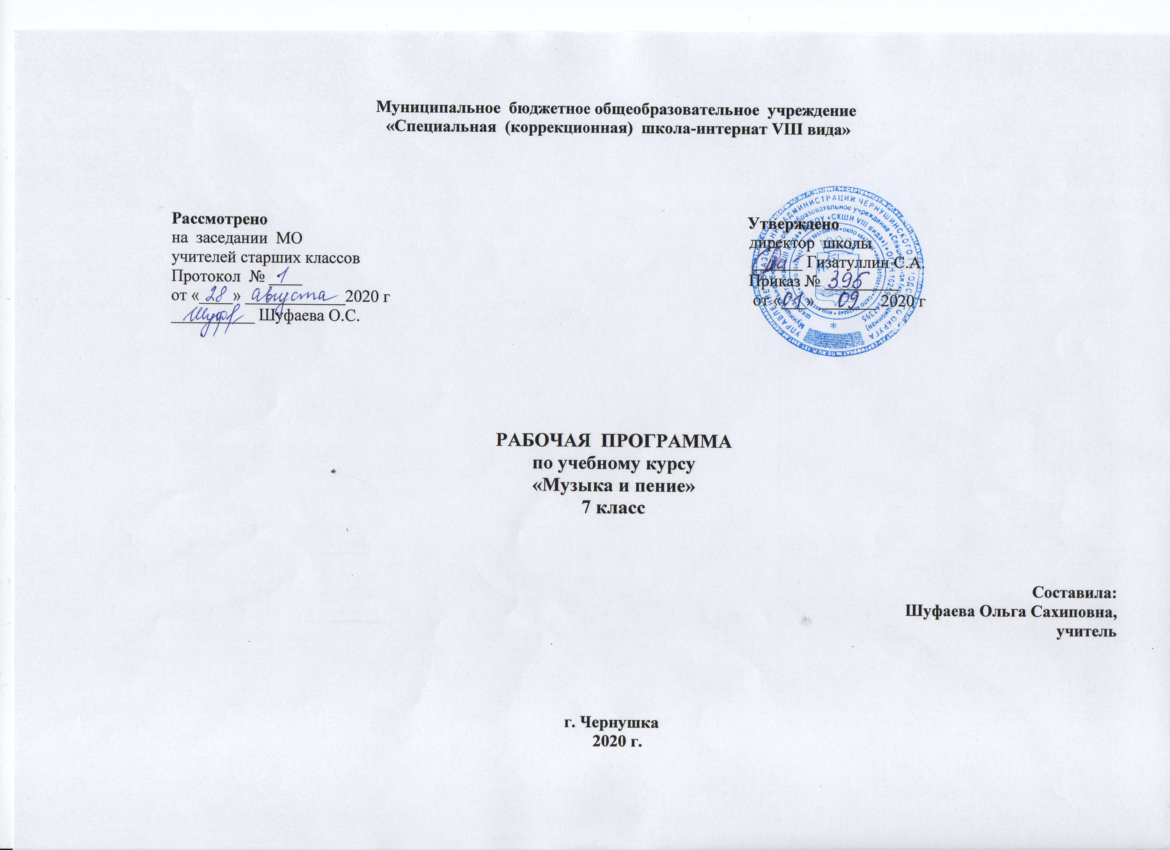 Муниципальное бюджетное общеобразовательное учреждение
«Специальная (коррекционная) школа-интернат VIII вида»
Рассмотрено
на заседании МО
учителей старших классов
Протокол № 1
от « 28 » августа 2020 г
Шуфаева О.С.
Утверждено
директор школы
Гизатуллин С.А.
Приказ № 396
от « 01 » 09 2020 г
РАБОЧАЯ ПРОГРАММА
по учебному курсу
«Музыка и пение»
7 класс
Составила:
Шуфаева Ольга Сахиповна,
учитель
г. Чернушка
2020 г.